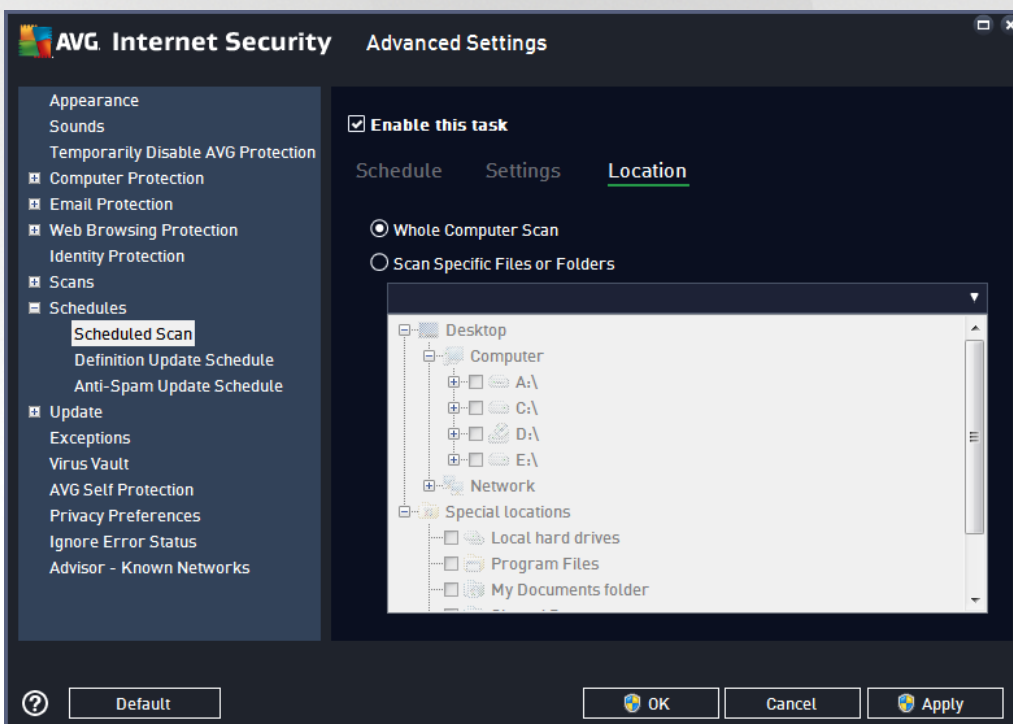 AVG Internet Security Advanced Settings
Appearance
Sounds
Temporarily Disable AVG Protection
Computer Protection
Email Protection
Web Browsing Protection
Identity Protection
Scans
Schedules
Scheduled Scan
Definition Update Schedule
Anti-Spam Update Schedule
Update
Exceptions
Virus Vault
AVG Self Protection
Privacy Preferences
Ignore Error Status
Advisor - Known Networks
Enable this task
Schedule Settings Location
Whole Computer Scan
Scan Specific Files or Folders
Desktop
Computer
A:\
C:\
D:\
E:\
Network
Special locations
Local hard drives
Program Files
My Documents folder
? Default OK Cancel Apply